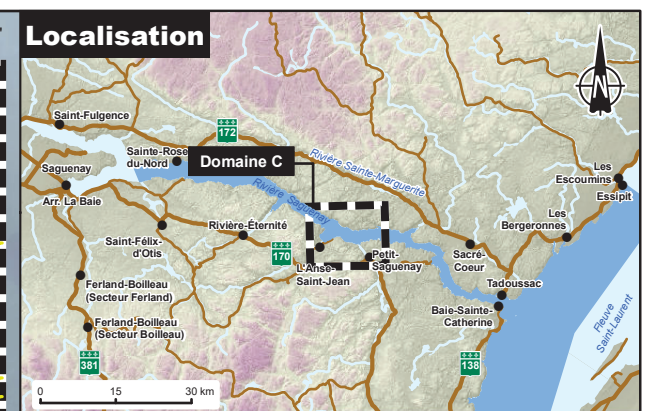 Localisation
N
Saint-Fulgence
172
Sainte-Rose
du-Nord
Domaine C
Rivière Sainte-Marguerite
Saguenay
Les
Escoumins
Essipit
Arr. La Baie
Rivière Saguenay
Les
Bergeronnes
Rivière-Éternité
Saint-Félix-
d'Otis
170
L'Anse-
Saint-Jean
Petit-
Saguenay
Sacré-
Coeur
Tadoussac
Ferland-Boilleau
(Secteur Ferland)
Baie-Sainte-
Catherine
Fleuve
Saint-Laurent
Ferland-Boilleau
(Secteur Boilleau)
381
138
0 15 30 km